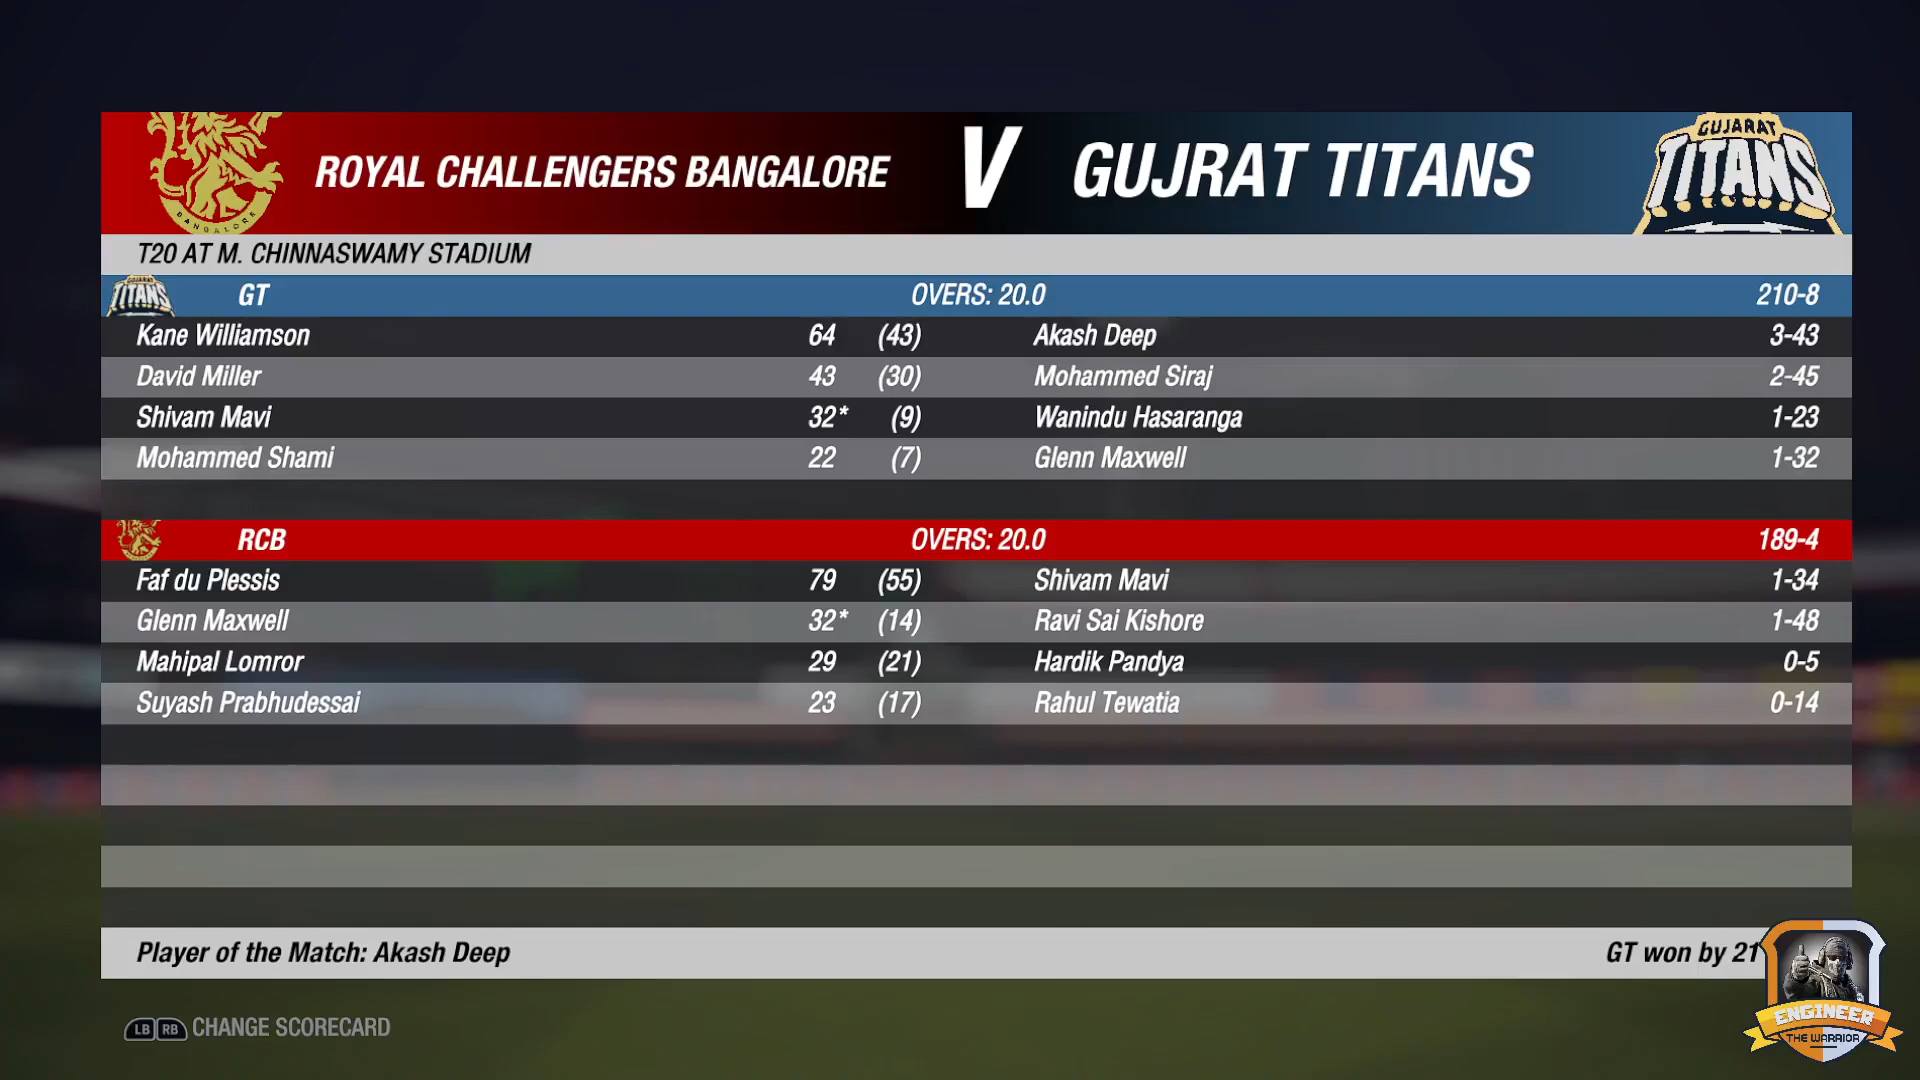 ROYAL CHALLENGERS BANGALORE V GUJRAT TITANS
BANGALORE
GUJARAT
TITANS
T20 AT M. CHINNASWAMY STADIUM
GUJARAT
TITANS
GT OVERS: 20.0 210-8
Kane Williamson 64 (43) Akash Deep 3-43
David Miller 43 (30) Mohammed Siraj 2-45
Shivam Mavi 32* (9) Wanindu Hasaranga 1-23
Mohammed Shami 22 (7) Glenn Maxwell 1-32
RCB OVERS: 20.0 189-4
Faf du Plessis 79 (55) Shivam Mavi 1-34
Glenn Maxwell 32* (14) Ravi Sai Kishore 1-48
Mahipal Lomror 29 (21) Hardik Pandya 0-5
Suyash Prabhudessai 23 (17) Rahul Tewatia 0-14
Player of the Match: Akash Deep GT won by 21
LB RB CHANGE SCORECARD
ENGINEER
THE WARRIOR